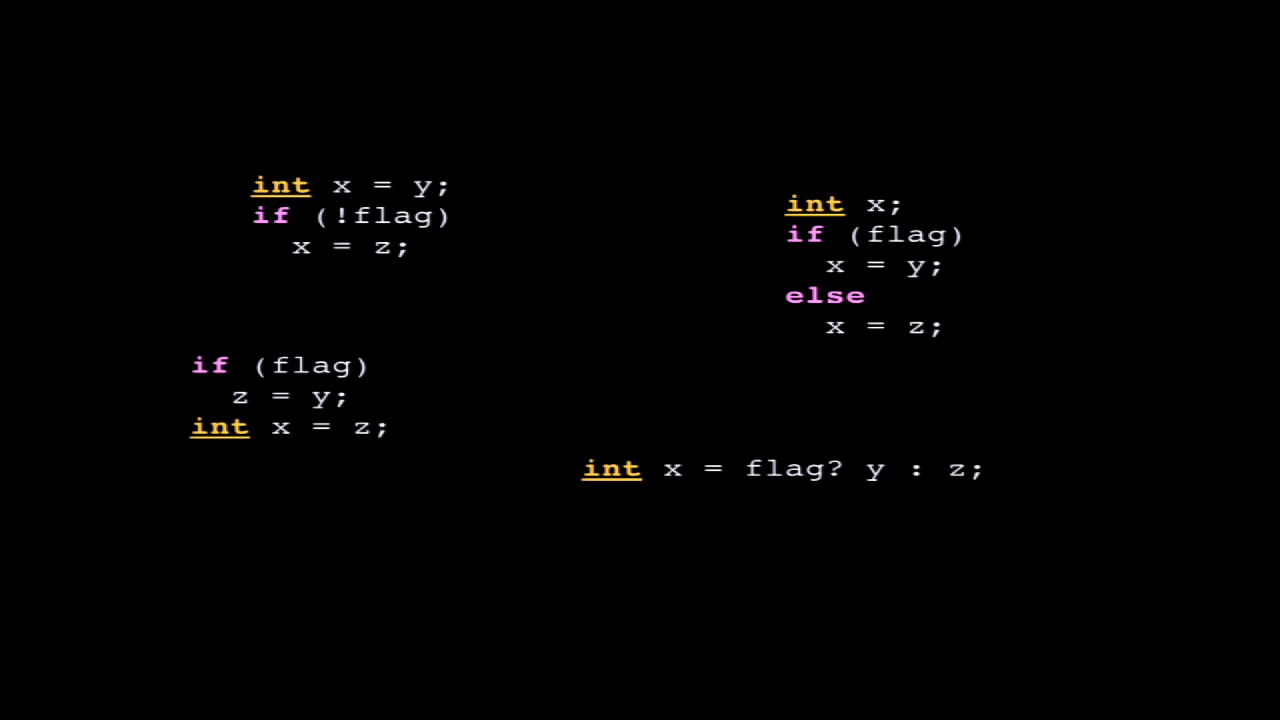 int x = y;
if (!flag)
  x = z;
int x;
if (flag)
  x = y;
else
  x = z;
if (flag)
  z = y;
int x = z;
int x = flag? y : z;